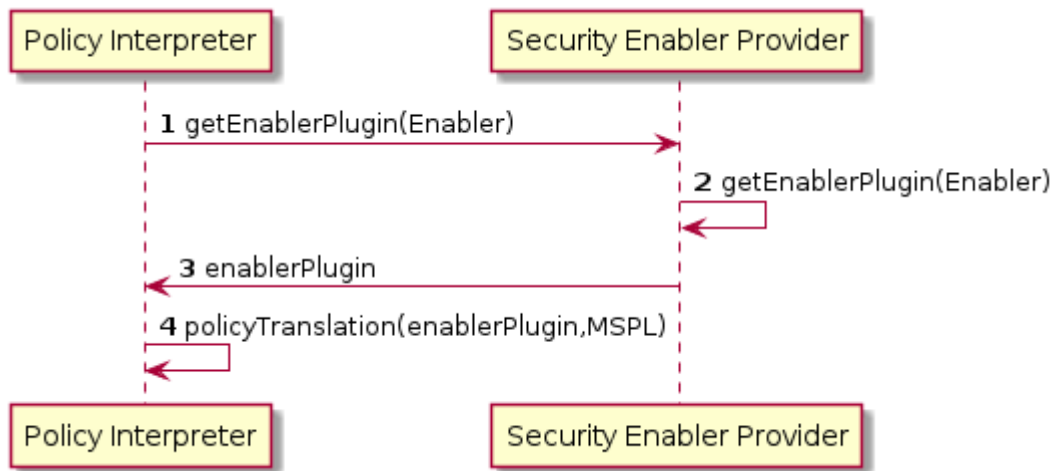 Policy Interpreter
Security Enabler Provider
1 getEnablerPlugin(Enabler)
2 getEnablerPlugin(Enabler)
3 enablerPlugin
4 policyTranslation(enablerPlugin,MSPL)
Policy Interpreter
Security Enabler Provider